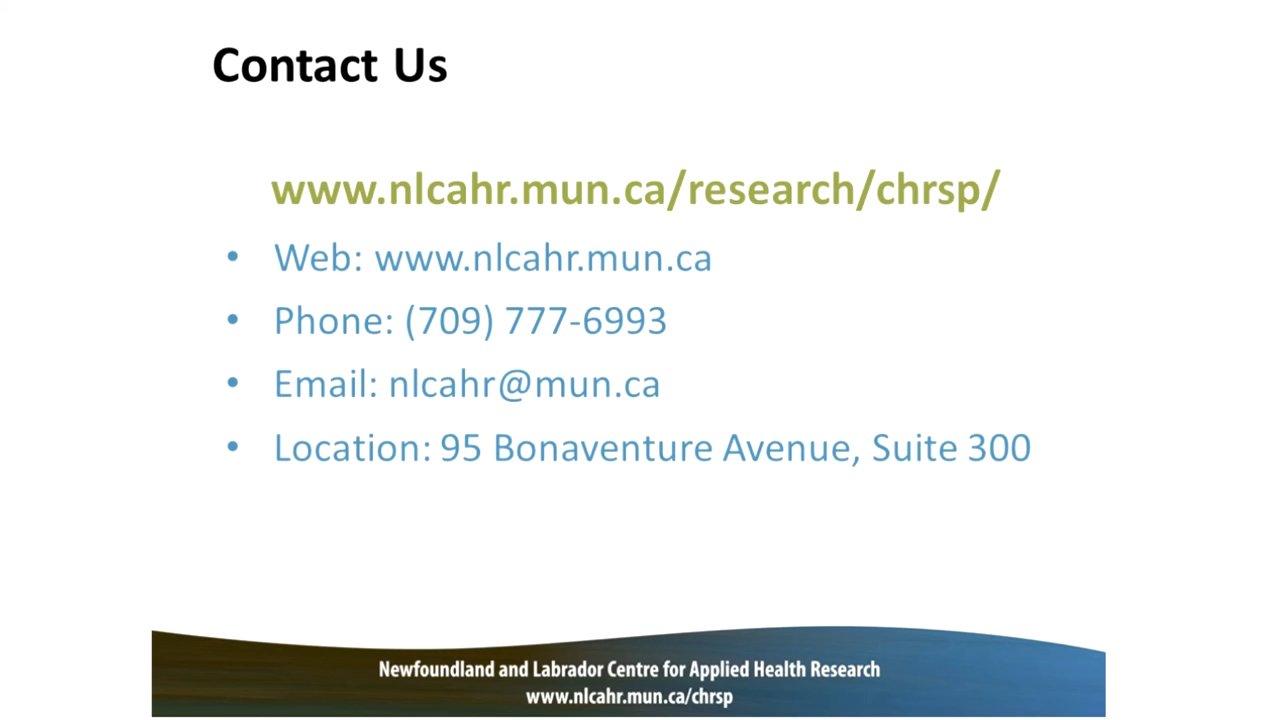 Contact Us
www.nlcahr.mun.ca/research/chrsp/
• Web: www.nlcahr.mun.ca
• Phone: (709) 777-6993
• Email: nlcahr@mun.ca
• Location: 95 Bonaventure Avenue, Suite 300
Newfoundland and Labrador Centre for Applied Health Research
www.nlcahr.mun.ca/chrsp